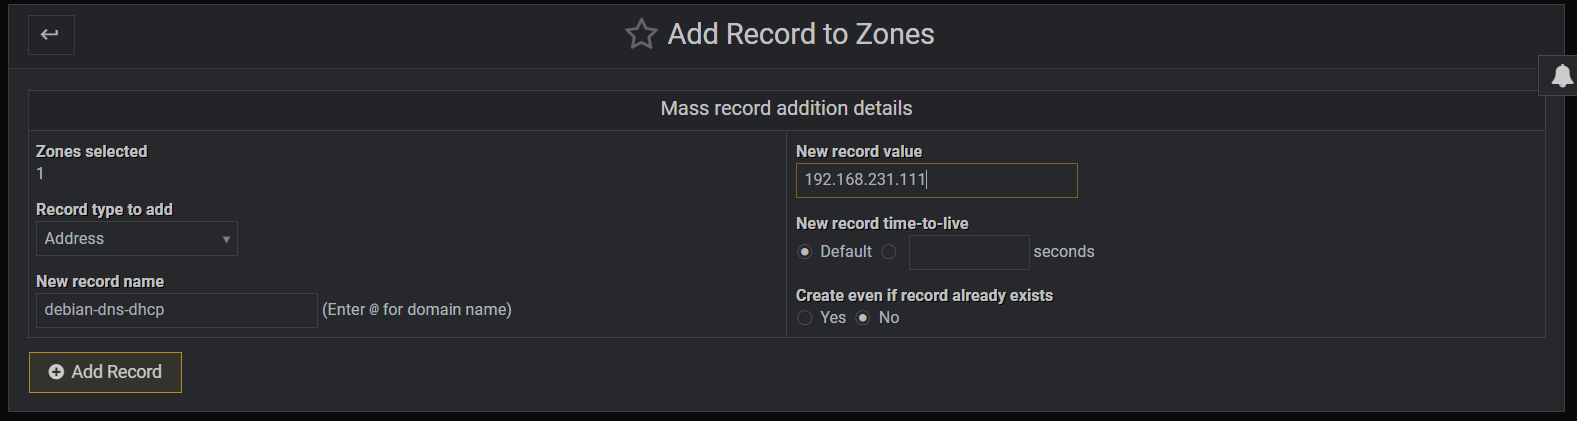 Add Record to Zones
Mass record addition details
Zones selected
1
Record type to add
Address
New record name
debian-dns-dhcp (Enter @ for domain name)
New record value
192.168.231.111
New record time-to-live
Default seconds
Create even if record already exists
Yes No
Add Record